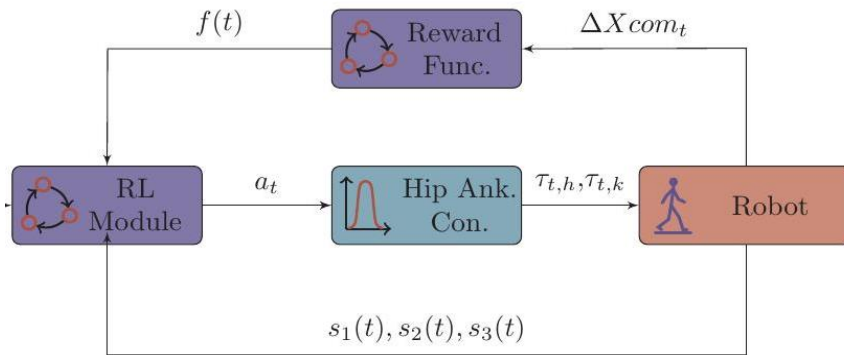 f(t)
Reward
Func.
ΔXcom_t
RL
Module
a_t
Hip Ank.
Con.
τ_{t,h},τ_{t,k}
Robot
s_1(t), s_2(t), s_3(t)